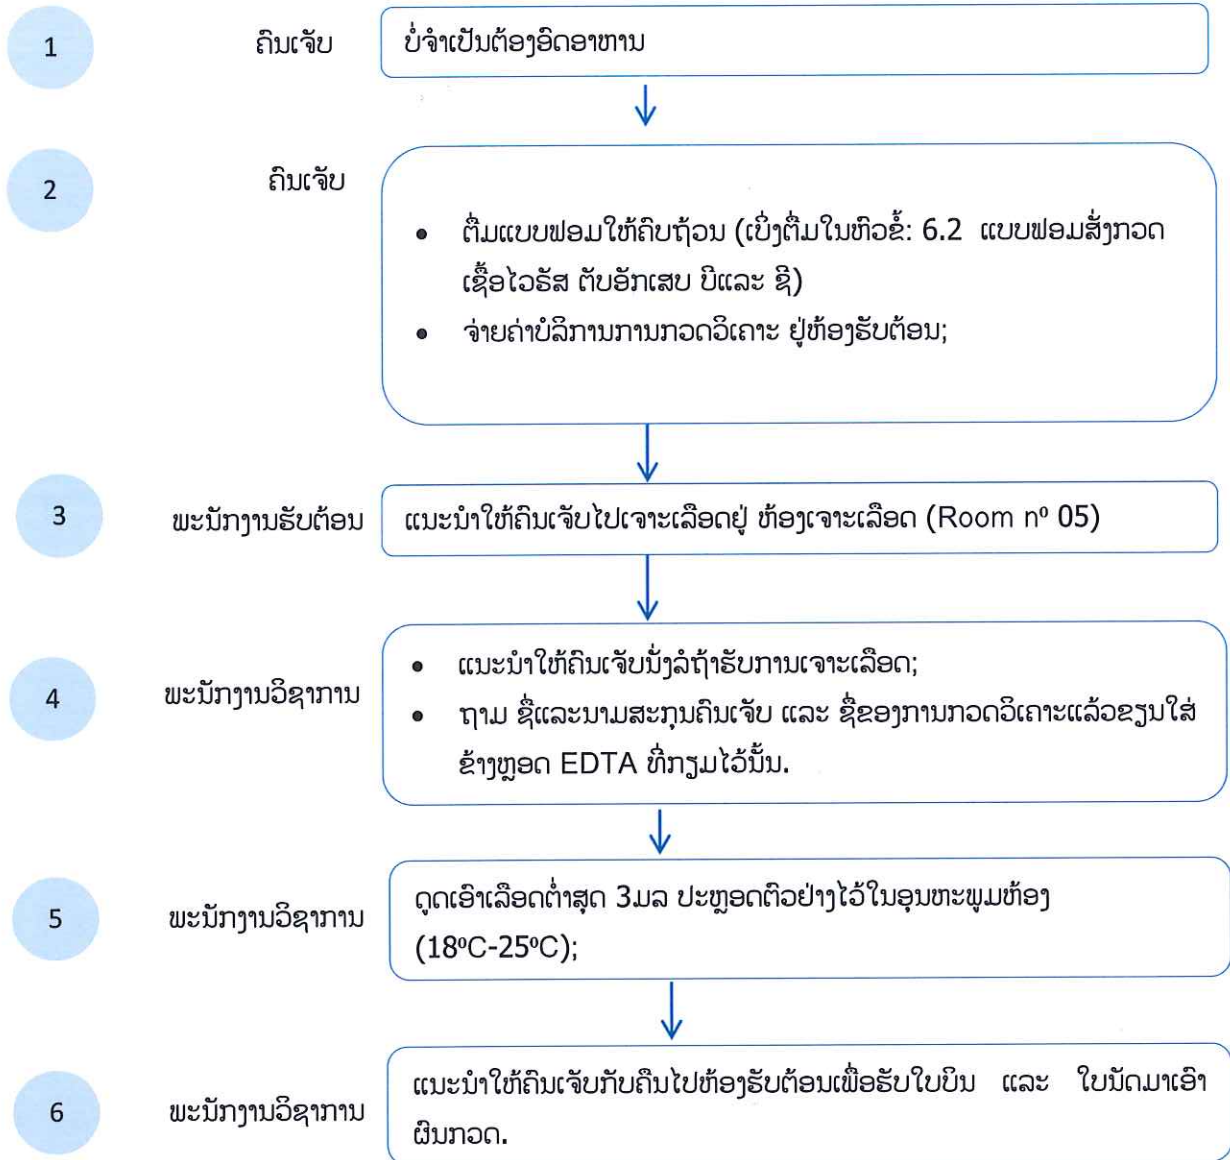 1 ຄົນເຈັບ ບໍ່ຈຳເປັນຕ້ອງອົດອາຫານ
2 ຄົນເຈັບ
• ຕື່ມແບບຟອມໃຫ້ຄົບຖ້ວນ (ເບິ່ງຕື່ມໃນຫົວຂໍ້: 6.2 ແບບຟອມສັ່ງກວດ
ເຊື້ອໄວຣັສ ຕັບອັກເສບ ບີແລະ ຊີ)
• ຈ່າຍຄ່າບໍລິການການກວດວິເຄາະ ຢູ່ຫ້ອງຮັບຕ້ອນ;
3 ພະນັກງານຮັບຕ້ອນ ແນະນຳໃຫ້ຄົນເຈັບໄປເຈາະເລືອດຢູ່ ຫ້ອງເຈາະເລືອດ (Room nº 05)
4 ພະນັກງານວິຊາການ
• ແນະນຳໃຫ້ຄົນເຈັບນັ່ງລໍຖ້າຮັບການເຈາະເລືອດ;
• ຖາມ ຊື່ແລະນາມສະກຸນຄົນເຈັບ ແລະ ຊື່ຂອງການກວດວິເຄາະແລ້ວຂຽນໃສ່
ຂ້າງຫຼອດ EDTA ທີ່ກຽມໄວ້ນັ້ນ.
5 ພະນັກງານວິຊາການ
ດູດເອົາເລືອດຕ່ຳສຸດ 3ມລ ປະຫຼອດຕົວຢ່າງໄວ້ໃນອຸນຫະພູມຫ້ອງ
(18ºC-25ºC);
6 ພະນັກງານວິຊາການ
ແນະນຳໃຫ້ຄົນເຈັບກັບຄືນໄປຫ້ອງຮັບຕ້ອນເພື່ອຮັບໃບບິນ ແລະ ໃບນັດມາເອົາ
ຜົນກວດ.